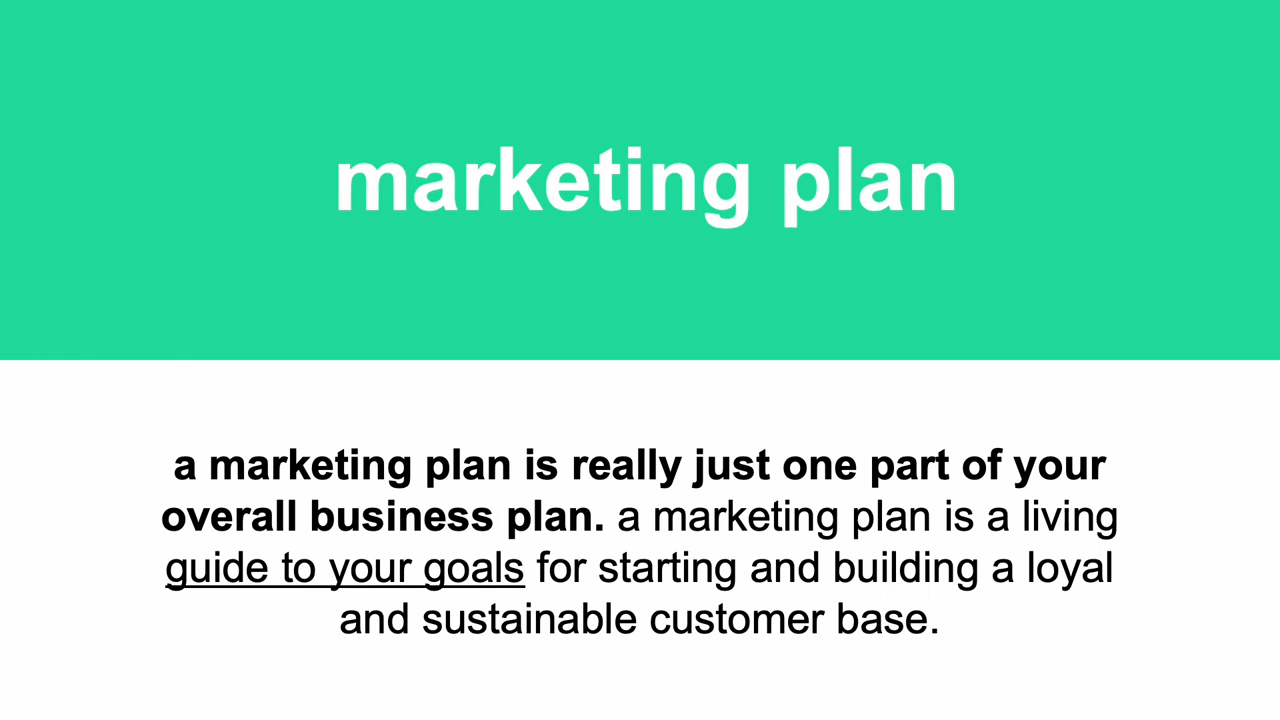 marketing plan
a marketing plan is really just one part of your
overall business plan. a marketing plan is a living
guide to your goals for starting and building a loyal
and sustainable customer base.